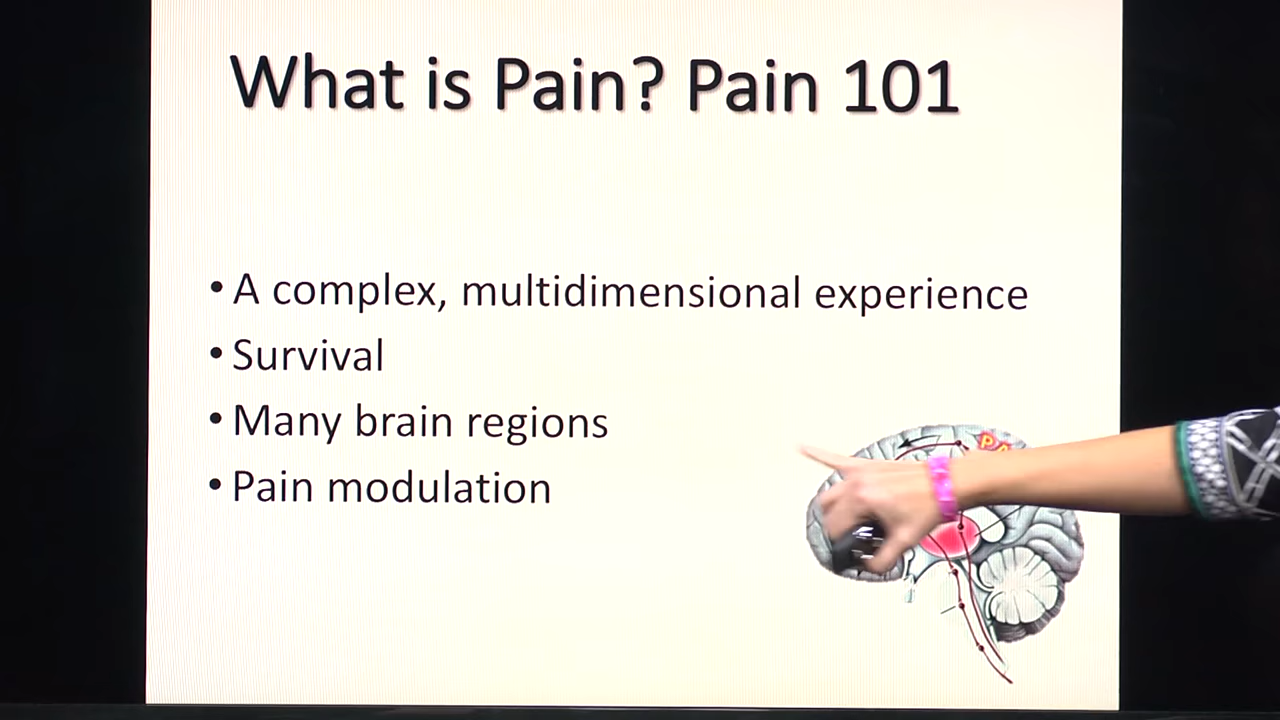 What is Pain? Pain 101
• A complex, multidimensional experience
• Survival
• Many brain regions
• Pain modulation